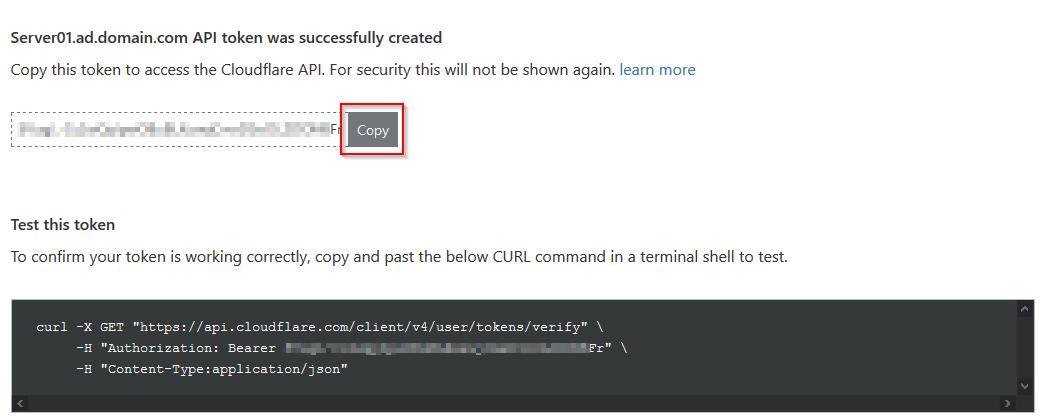 Server01.ad.domain.com API token was successfully created
Copy this token to access the Cloudflare API. For security this will not be shown again. learn more
Fr Copy
Test this token
To confirm your token is working correctly, copy and past the below CURL command in a terminal shell to test.
curl -X GET "https://api.cloudflare.com/client/v4/user/tokens/verify" \
-H "Authorization: Bearer Fr" \
-H "Content-Type:application/json"